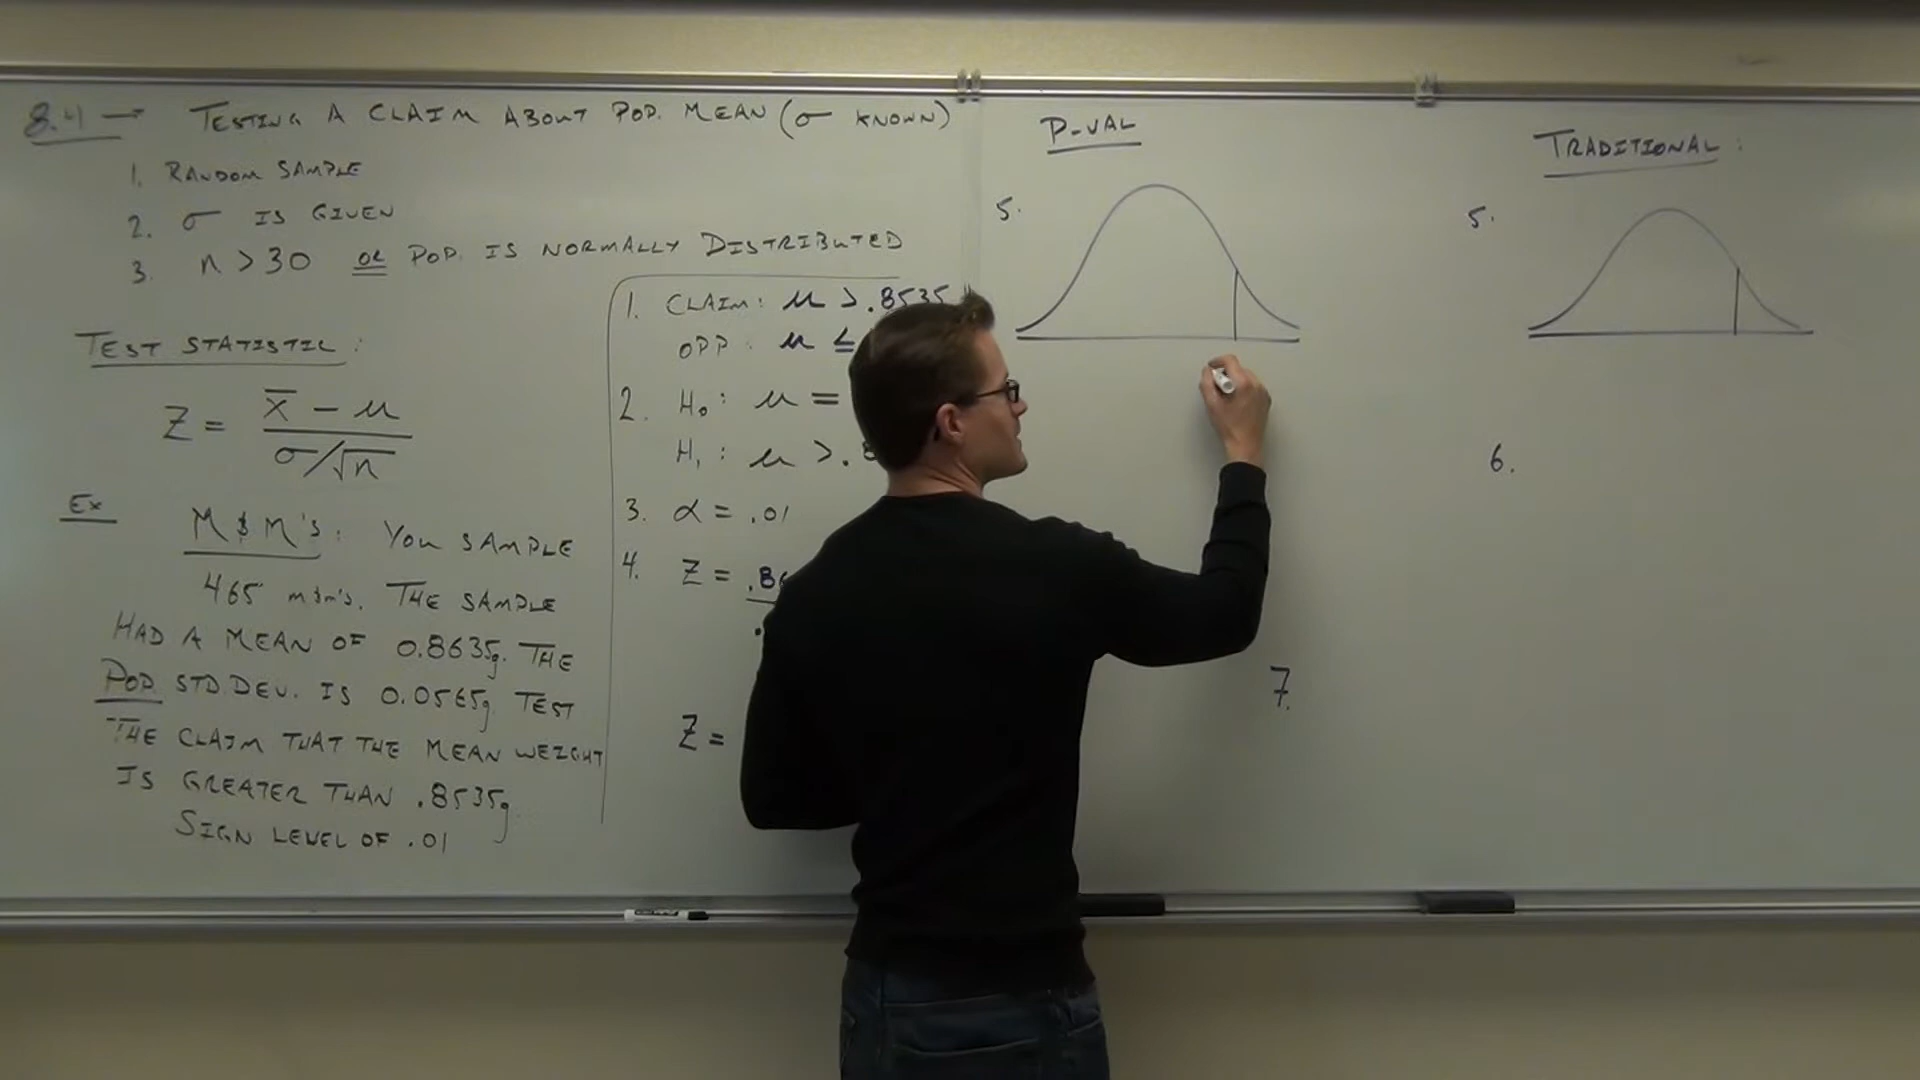 8.4 → TESTING A CLAIM ABOUT POP. MEAN (σ KNOWN)
1. RANDOM SAMPLE
2. σ IS GIVEN
3. n > 30 OR POP. IS NORMALLY DISTRIBUTED
TEST STATISTIC:
Z = x̄ - μ
σ/√n
Ex
M&M's: YOU SAMPLE
465 m&m's. THE SAMPLE
HAD A MEAN OF 0.8635g. THE
POP. STD. DEV. IS 0.0565g TEST
THE CLAIM THAT THE MEAN WEIGHT
IS GREATER THAN .8535g.
SIGN LEVEL OF .01
1. CLAIM: μ > .8535
OPP: μ ≤
2. H₀: μ =
H₁: μ > .8
3. α = .01
4. Z = .86
.
Z =
P-VAL
5.
7.
TRADITIONAL:
5.
6.